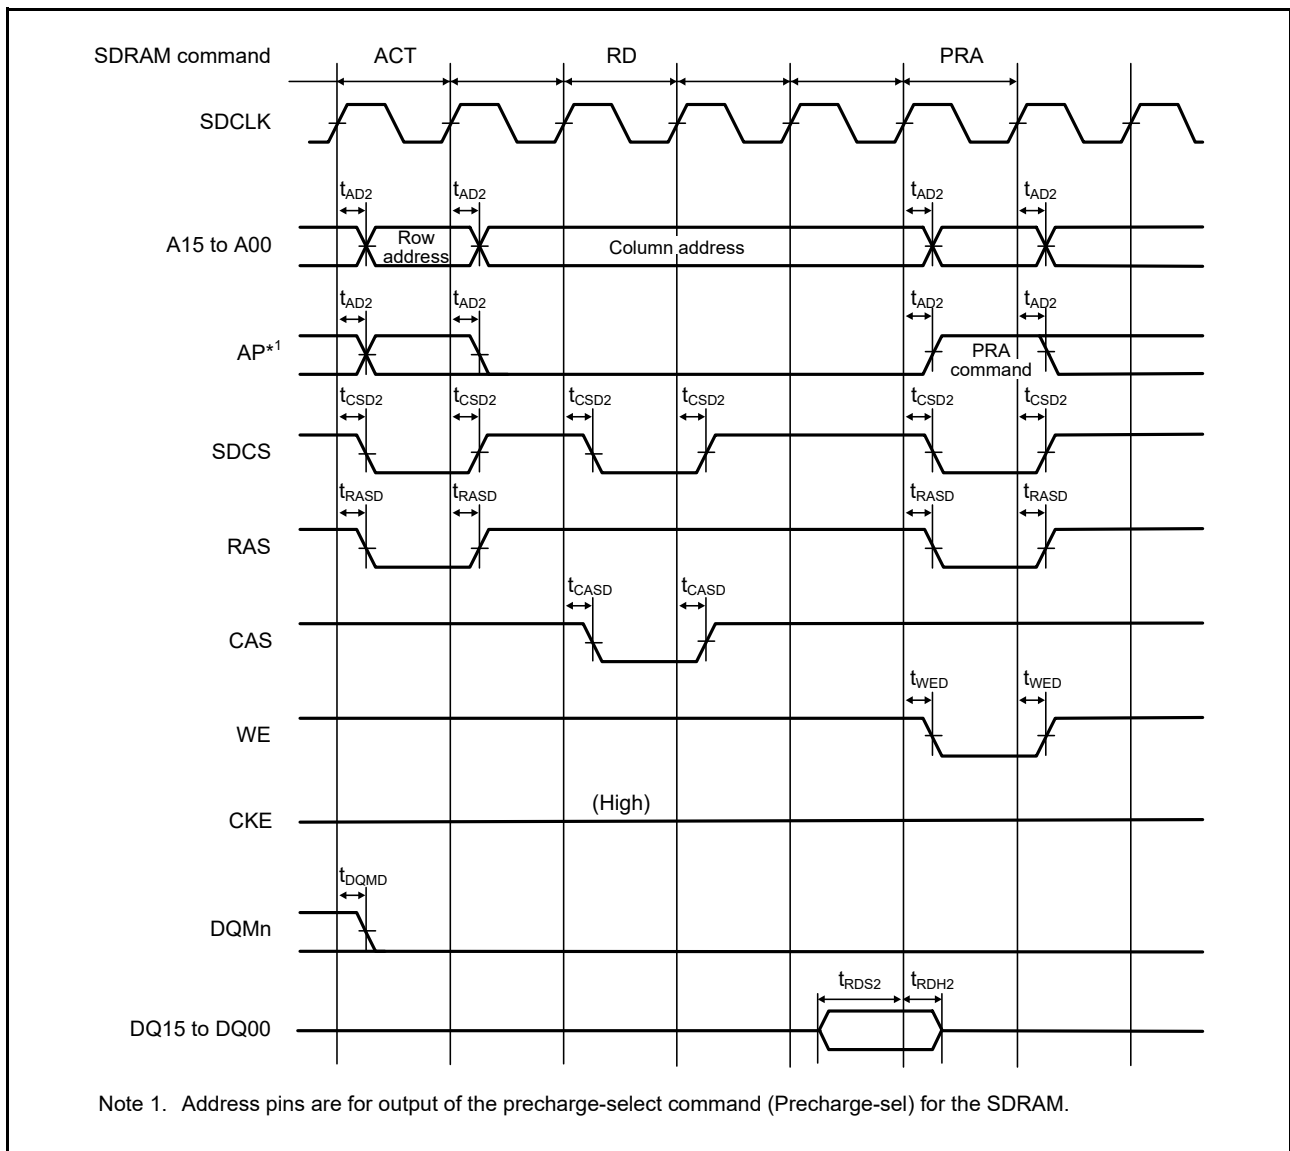 SDRAM command ACT RD PRA
SDCLK
tAD2 tAD2 tAD2 tAD2
A15 to A00 Row address Column address
tAD2 tAD2 tAD2 tAD2
AP*1 PRA command
tCSD2 tCSD2 tCSD2 tCSD2 tCSD2 tCSD2
SDCS
tRASD tRASD tRASD tRASD
RAS
tCASD tCASD
CAS
tWED tWED
WE
(High)
CKE
tDQMD
DQMn
tRDS2 tRDH2
DQ15 to DQ00
Note 1. Address pins are for output of the precharge-select command (Precharge-sel) for the SDRAM.